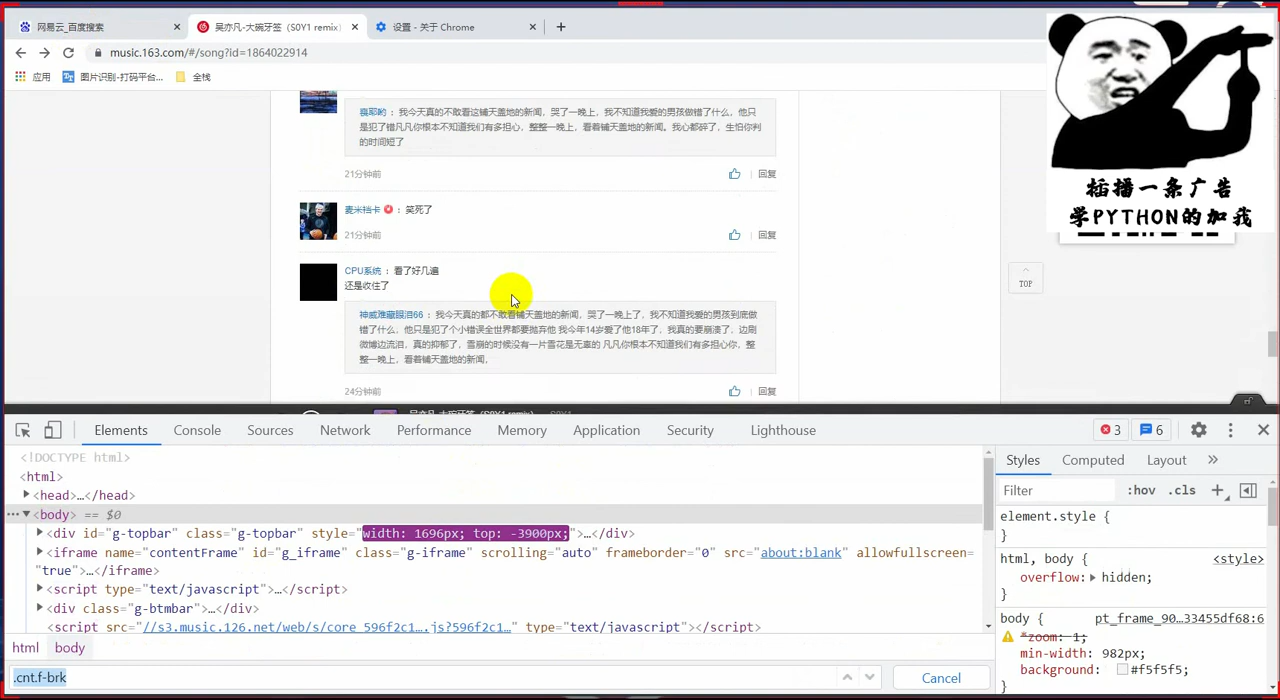 网易云_百度搜索
吴亦凡-大碗牙签（S0Y1 remix）
设置 - 关于 Chrome
music.163.com/#/song?id=1864022914
应用
图片识别-打码平台...
全栈
: 我今天真的不敢看这铺天盖地的新闻，哭了一晚上，我不知道我爱的男孩做错了什么，他只
是犯了错凡凡你根本不知道我们有多担心，整整一晚上，看着铺天盖地的新闻。我心都碎了，生怕你判
的时间短了
21分钟前
回复
麦米挡卡 : 笑死了
21分钟前
回复
CPU系统 : 看了好几遍
还是收住了
神威难藏眼泪66 : 我今天真的都不敢看铺天盖地的新闻，哭了一晚上了，我不知道我爱的男孩到底做
错了什么，他只是犯了个小错误全世界都要抛弃他 我今年14岁爱了他18年了，我真的要崩溃了，边刷
微博边流泪，真的抑郁了，雪崩的时候没有一片雪花是无辜的 凡凡你根本不知道我们有多担心你，整
整一晚上，看着铺天盖地的新闻，
24分钟前
回复
TOP
插播一条广告
学PYTHON的加我
吴亦凡-大碗牙签（S0Y1 remix） S0Y1
Elements
Console
Sources
Network
Performance
Memory
Application
Security
Lighthouse
3
6
<!DOCTYPE html>
<html>
<head>…</head>
<body> == $0
<div id="g-topbar" class="g-topbar" style="width: 1696px; top: -3900px;">…</div>
<iframe name="contentFrame" id="g_iframe" class="g-iframe" scrolling="auto" frameborder="0" src="about:blank" allowfullscreen=
"true">…</iframe>
<script type="text/javascript">…</script>
<div class="g-btmbar">…</div>
<script src="//s3.music.126.net/web/s/core_596f2c1….js?596f2c1…" type="text/javascript"></script>
html body
.cnt.f-brk
Cancel
Styles
Computed
Layout
Filter
:hov .cls
element.style {
}
html, body {
<style>
overflow: hidden;
}
body {
pt_frame_90…33455df68:6
*zoom: 1;
min-width: 982px;
background: #f5f5f5;
}